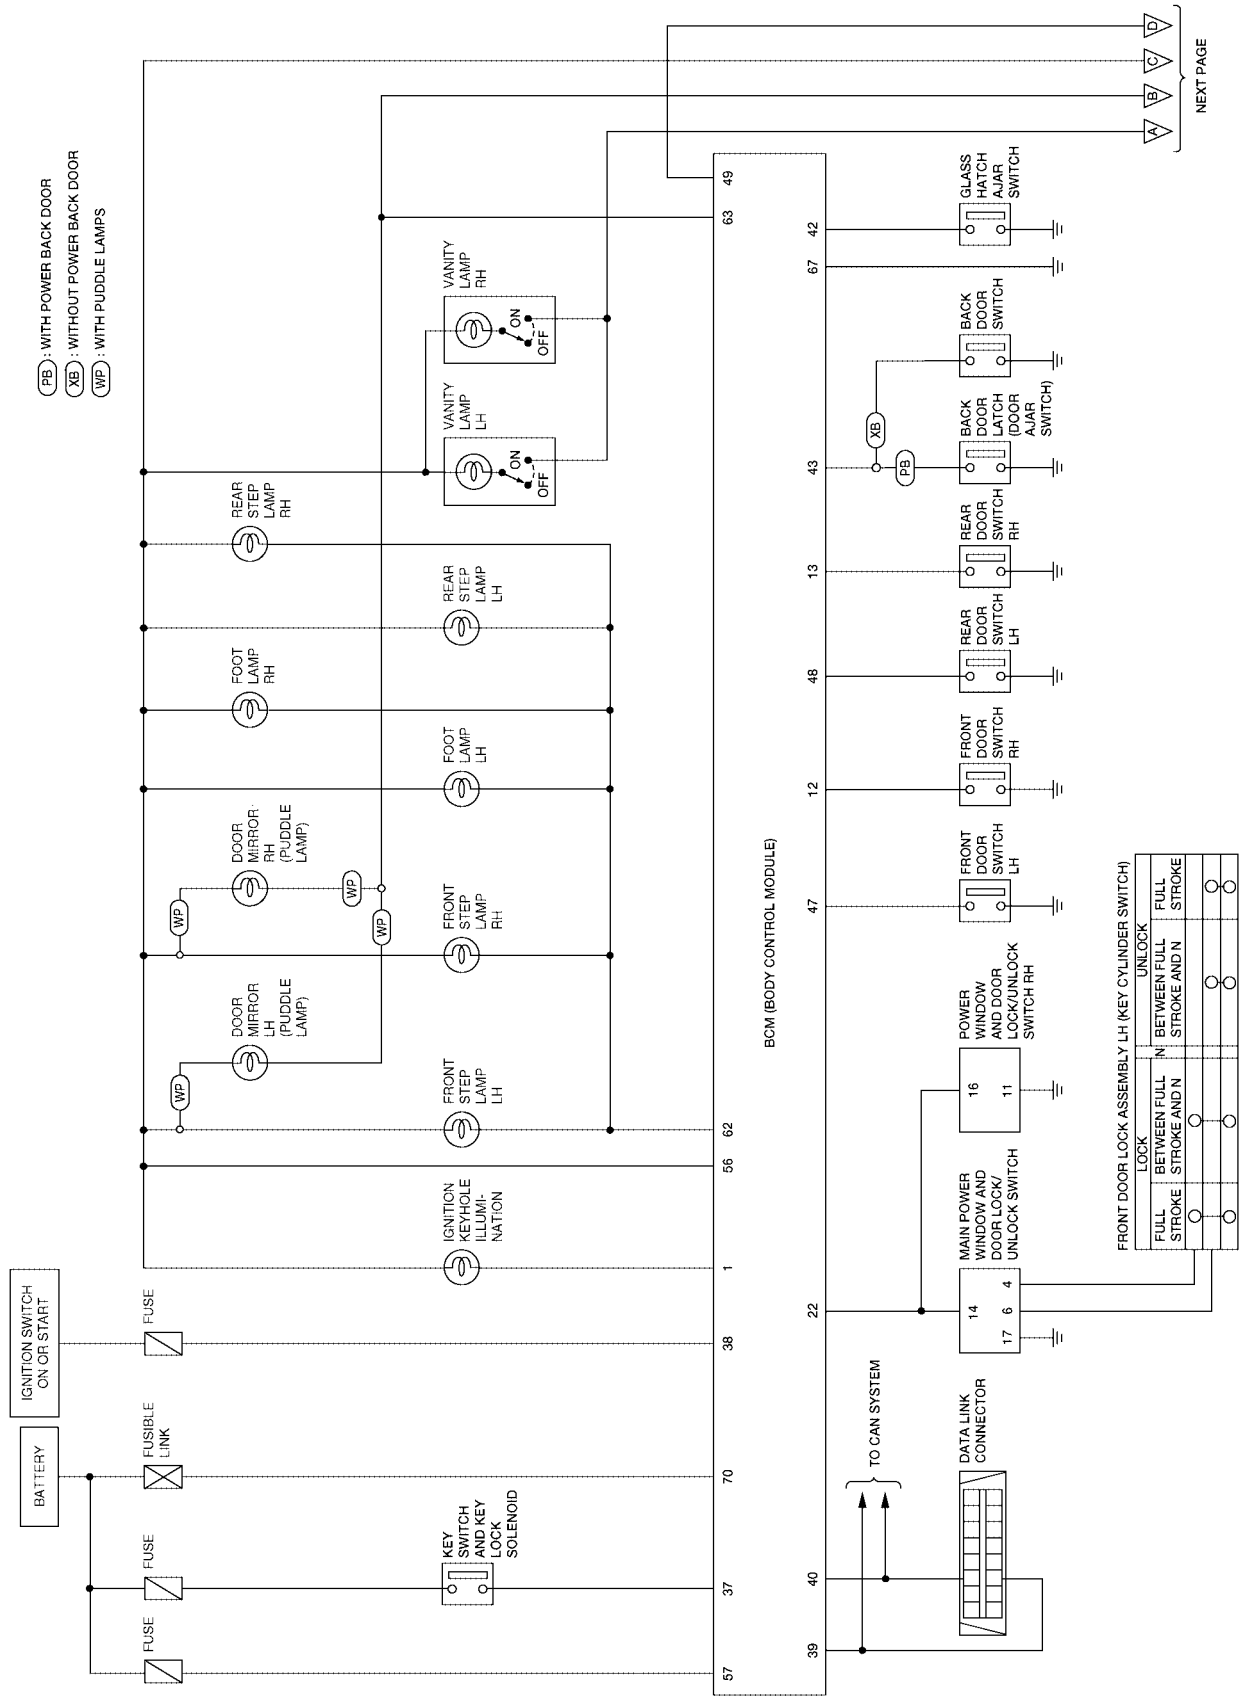 PB : WITH POWER BACK DOOR
XB : WITHOUT POWER BACK DOOR
WP : WITH PUDDLE LAMPS
BATTERY
IGNITION SWITCH
ON OR START
FUSE
FUSE
FUSIBLE
LINK
FUSE
KEY
SWITCH
AND KEY
LOCK
SOLENOID
IGNITION
KEYHOLE
ILLUMI-
NATION
WP
DOOR
MIRROR
LH
(PUDDLE
LAMP)
FRONT
STEP
LAMP
LH
WP
DOOR
MIRROR
RH
(PUDDLE
LAMP)
WP
WP
FRONT
STEP
LAMP
RH
FOOT
LAMP
LH
FOOT
LAMP
RH
REAR
STEP
LAMP
LH
REAR
STEP
LAMP
RH
VANITY
LAMP
LH
ON
OFF
VANITY
LAMP
RH
ON
OFF
A
B
C
D
NEXT PAGE
57
37
70
38
1
56
62
63
49
BCM (BODY CONTROL MODULE)
39
40
22
47
12
48
13
43
67
42
TO CAN SYSTEM
DATA LINK
CONNECTOR
MAIN POWER
WINDOW AND
DOOR LOCK/
UNLOCK SWITCH
14
17
6
4
POWER
WINDOW
AND DOOR
LOCK/UNLOCK
SWITCH RH
16
11
FRONT
DOOR
SWITCH
LH
FRONT
DOOR
SWITCH
RH
REAR
DOOR
SWITCH
LH
REAR
DOOR
SWITCH
RH
PB
XB
BACK
DOOR
LATCH
(DOOR
AJAR
SWITCH)
BACK
DOOR
SWITCH
GLASS
HATCH
AJAR
SWITCH
FRONT DOOR LOCK ASSEMBLY LH (KEY CYLINDER SWITCH)
LOCK
N
UNLOCK
FULL
STROKE
BETWEEN FULL
STROKE AND N
BETWEEN FULL
STROKE AND N
FULL
STROKE